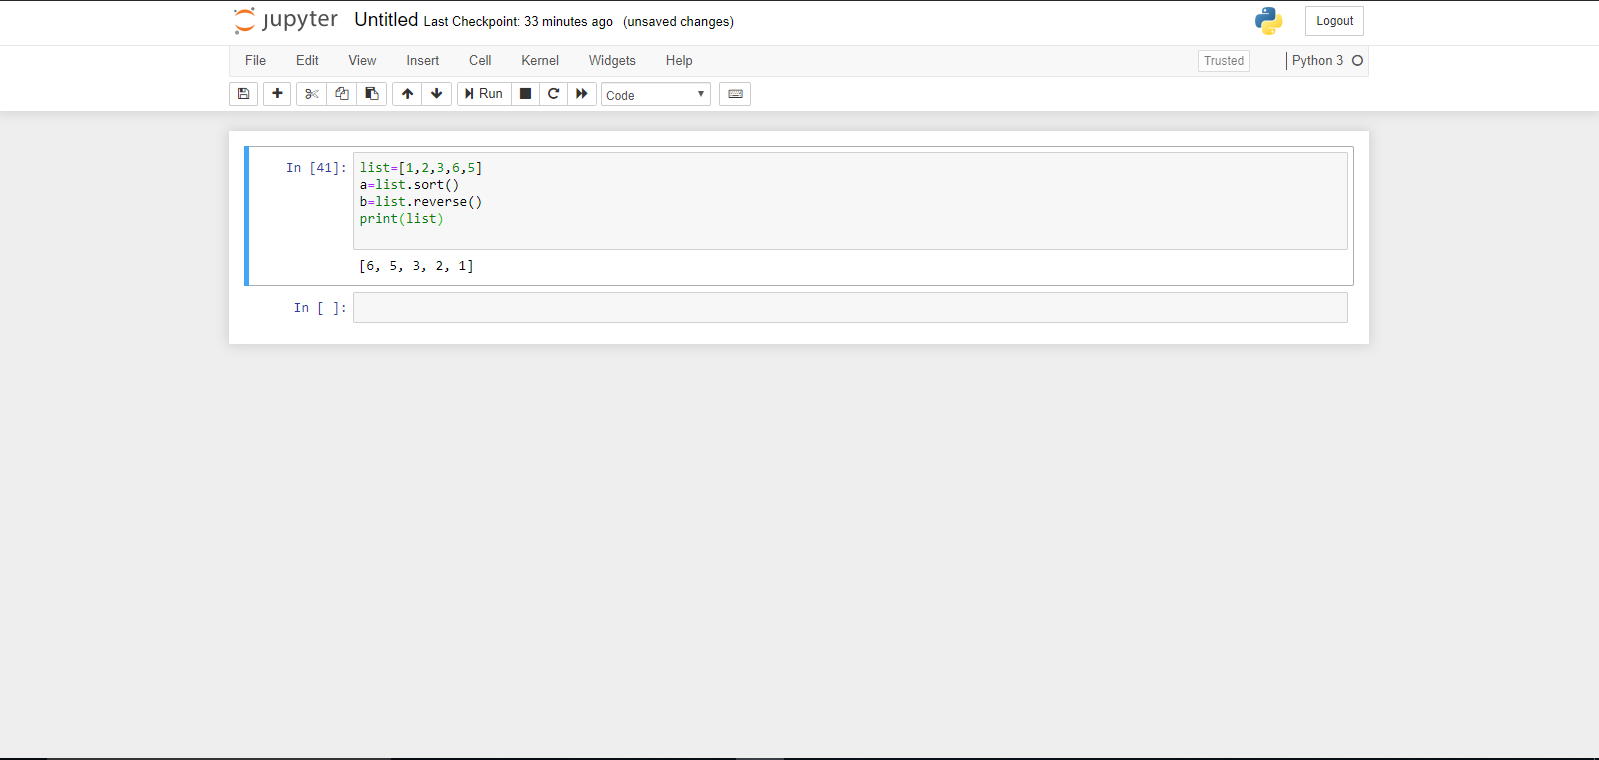 jupyter Untitled Last Checkpoint: 33 minutes ago (unsaved changes) Logout
File Edit View Insert Cell Kernel Widgets Help Trusted Python 3
Run Code
In [41]: list=[1,2,3,6,5]
a=list.sort()
b=list.reverse()
print(list)
[6, 5, 3, 2, 1]
In [ ]: